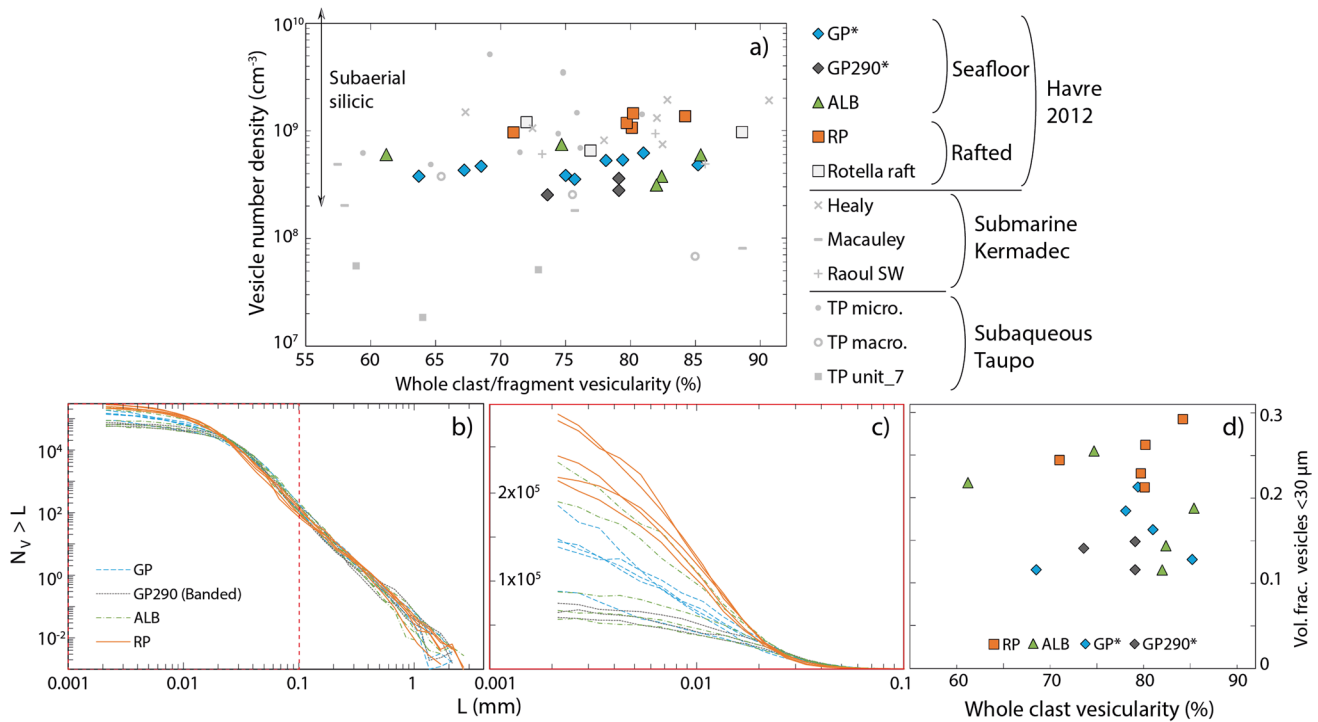 a)
Vesicle number density (cm-3)
10^10
10^9
10^8
10^7
Subaerial
silicic
55 60 65 70 75 80 85 90
Whole clast/fragment vesicularity (%)
GP*
GP290*
ALB
RP
Rotella raft
Healy
Macauley
Raoul SW
TP micro.
TP macro.
TP unit_7
Seafloor
Rafted
Havre
2012
Submarine
Kermadec
Subaqueous
Taupo
b)
N_V > L
10^4
10^2
10^0
10^-2
GP
GP290 (Banded)
ALB
RP
0.001 0.01 0.1 1
c)
2x10^5
1x10^5
0.001 0.01 0.1
L (mm)
d)
0.3
0.2
0.1
0
Vol. frac. vesicles <30 µm
RP ALB GP* GP290*
60 70 80 90
Whole clast vesicularity (%)